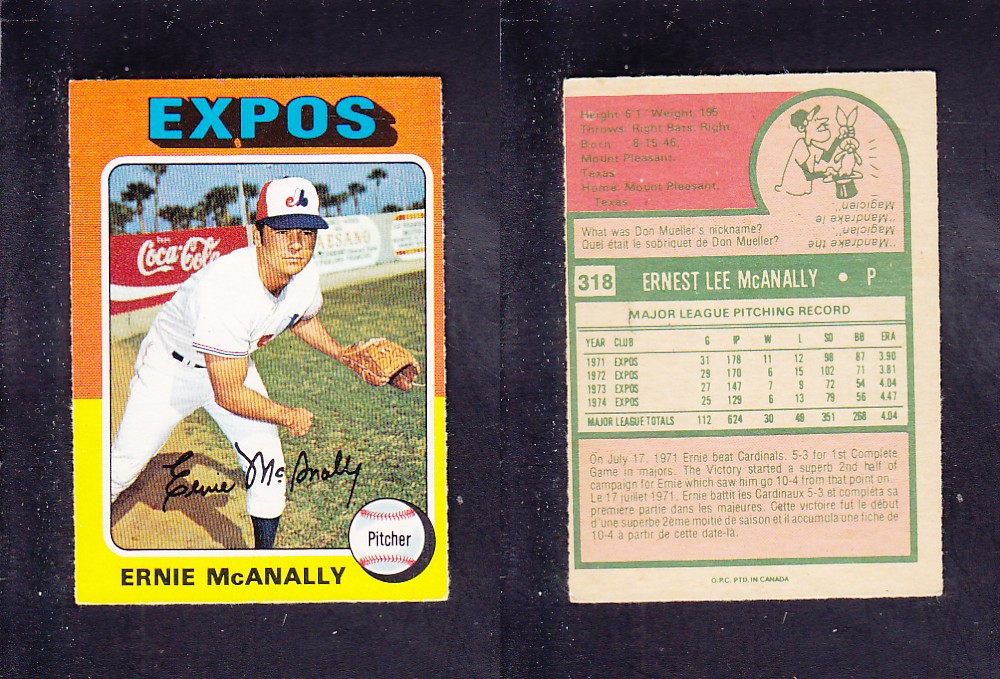 EXPOS
Enjoy
Coca-Cola
AESANO
Ernie McAnally
Pitcher
ERNIE McANALLY
Height: 6'1 Weight: 195
Throws: Right Bats: Right
Born: 8-15-46,
Mount Pleasant,
Texas
Home: Mount Pleasant,
Texas
What was Don Mueller's nickname?
Quel était le sobriquet de Don Mueller?
"Mandrake the
Magician".
"Mandrake le
Magicien".
318 ERNEST LEE McANALLY • P
MAJOR LEAGUE PITCHING RECORD
YEAR CLUB G IP W L SO BB ERA
1971 EXPOS 31 178 11 12 98 87 3.90
1972 EXPOS 29 170 6 15 102 71 3.81
1973 EXPOS 27 147 7 9 72 54 4.04
1974 EXPOS 25 129 6 13 79 56 4.47
MAJOR LEAGUE TOTALS 112 624 30 49 351 268 4.04
On July 17, 1971 Ernie beat Cardinals, 5-3 for 1st Complete
Game in majors. The Victory started a superb 2nd half of
campaign for Ernie which saw him go 10-4 from that point on.
Le 17 juillet 1971, Ernie battit les Cardinaux 5-3 et compléta sa
première partie dans les majeures. Cette victoire fut le début
d'une superbe 2ème moitié de saison et il accumula une fiche de
10-4 à partir de cette date-là.
O.P.C. PTD. IN CANADA